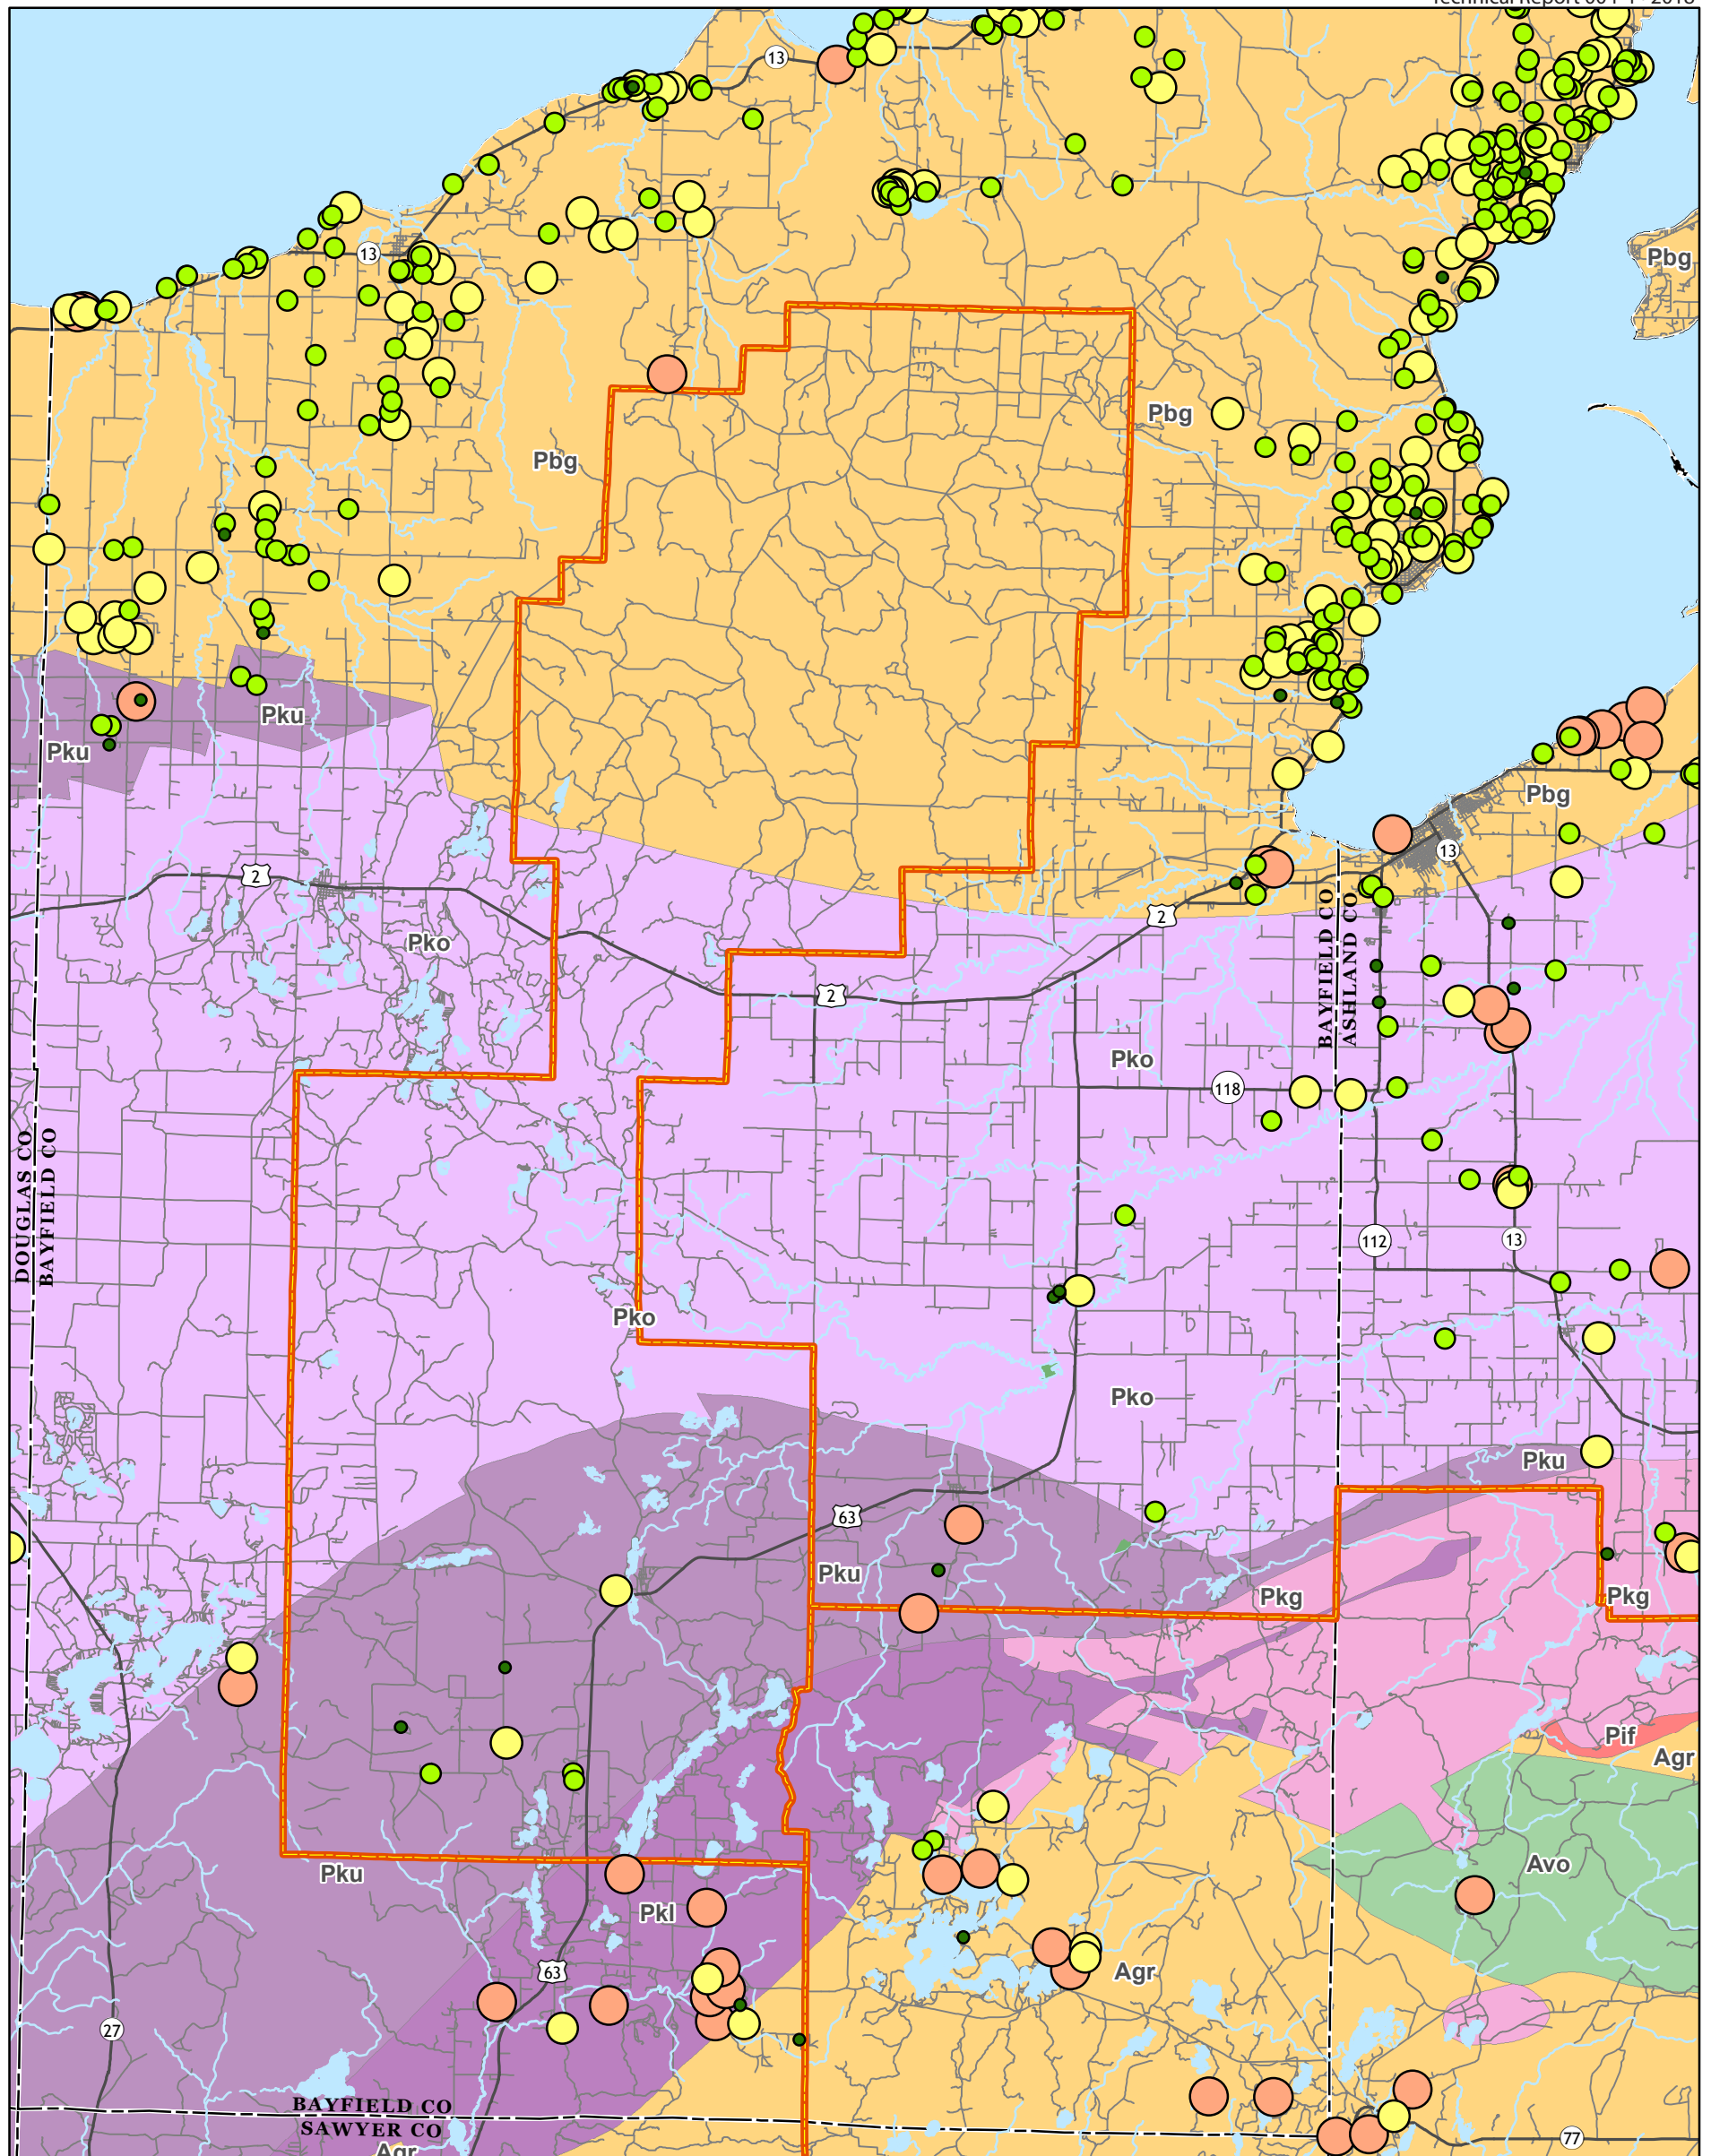 13
13
Pbg
Pbg
Pbg
Pku
Pku
Pbg
13
2
2
BAYFIELD CO
ASHLAND CO
Pko
2
Pko
118
DOUGLAS CO
BAYFIELD CO
112
13
Pko
Pko
Pku
63
Pku
Pkg
Pkg
Pif
Agr
Pku
Avo
Pkl
63
Agr
27
BAYFIELD CO
SAWYER CO
77
Agr